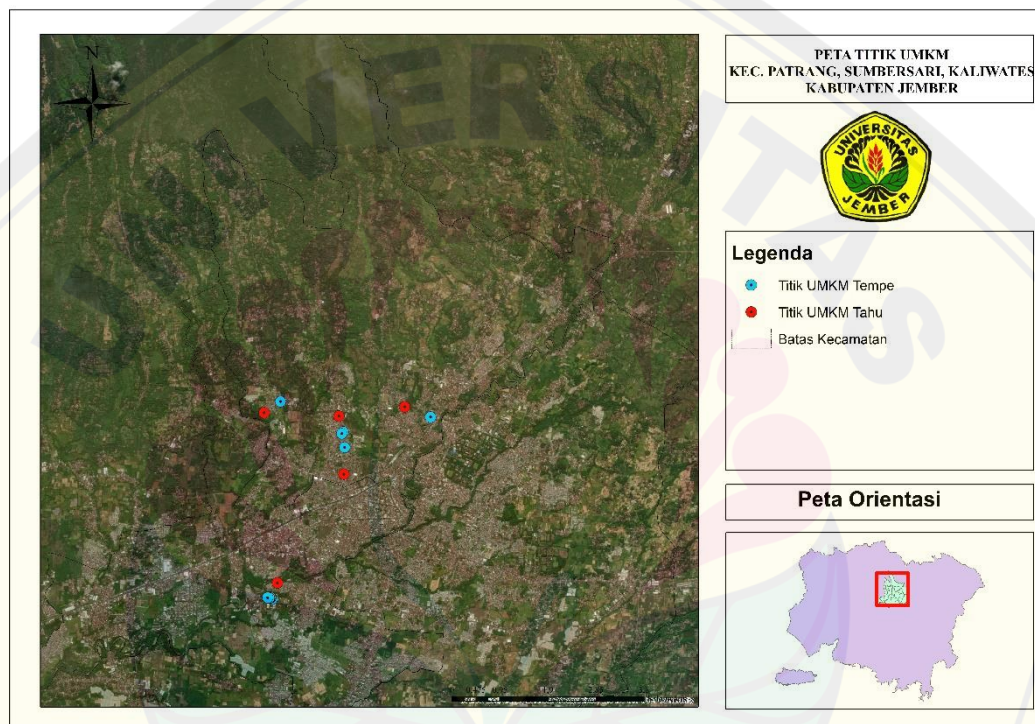 N
PETA TITIK UMKM
KEC. PATRANG, SUMBERSARI, KALIWATES
KABUPATEN JEMBER
UNIVERSITAS
JEMBER
Legenda
Titik UMKM Tempe
Titik UMKM Tahu
Batas Kecamatan
Peta Orientasi
UNIVERSITAS